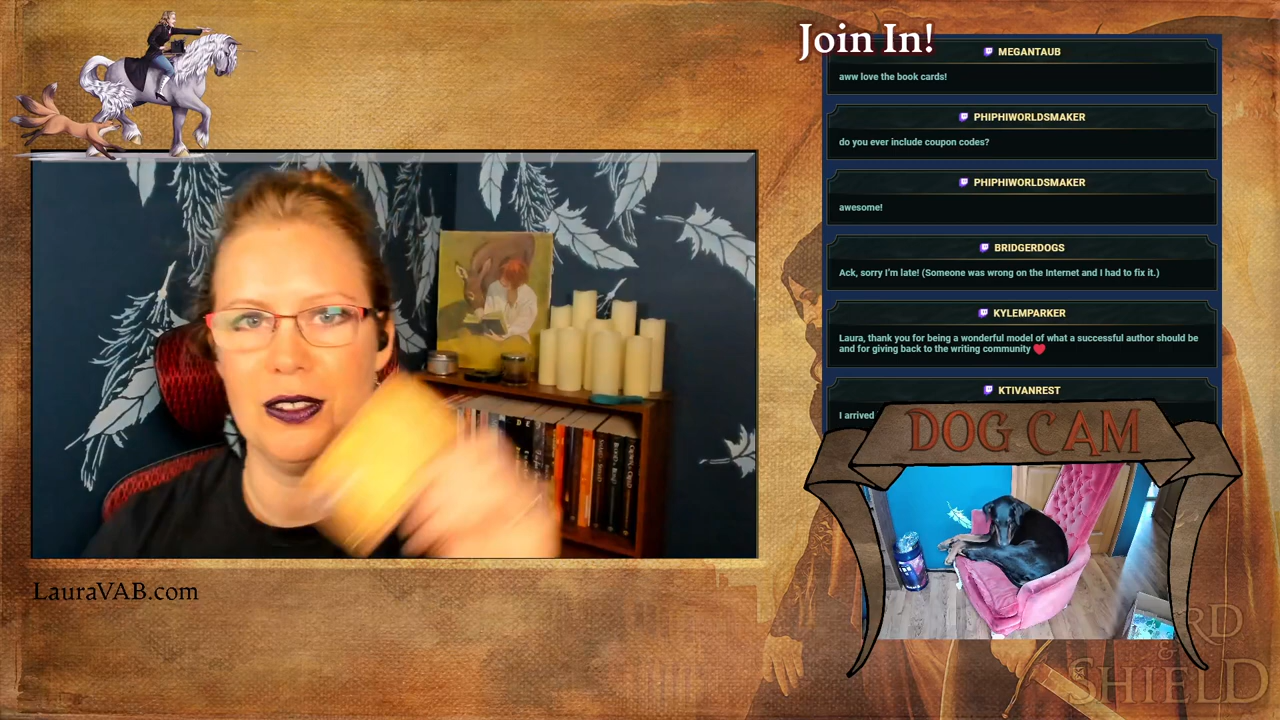 Join In!
MEGANTAUB
aww love the book cards!
PHIPHIWORLDSMAKER
do you ever include coupon codes?
PHIPHIWORLDSMAKER
awesome!
BRIDGERDOGS
Ack, sorry I'm late! (Someone was wrong on the Internet and I had to fix it.)
KYLEMPARKER
Laura, thank you for being a wonderful model of what a successful author should be
and for giving back to the writing community ❤️
KTIVANREST
I arrived
DOG CAM
LauraVAB.com
RD
&
SHIELD